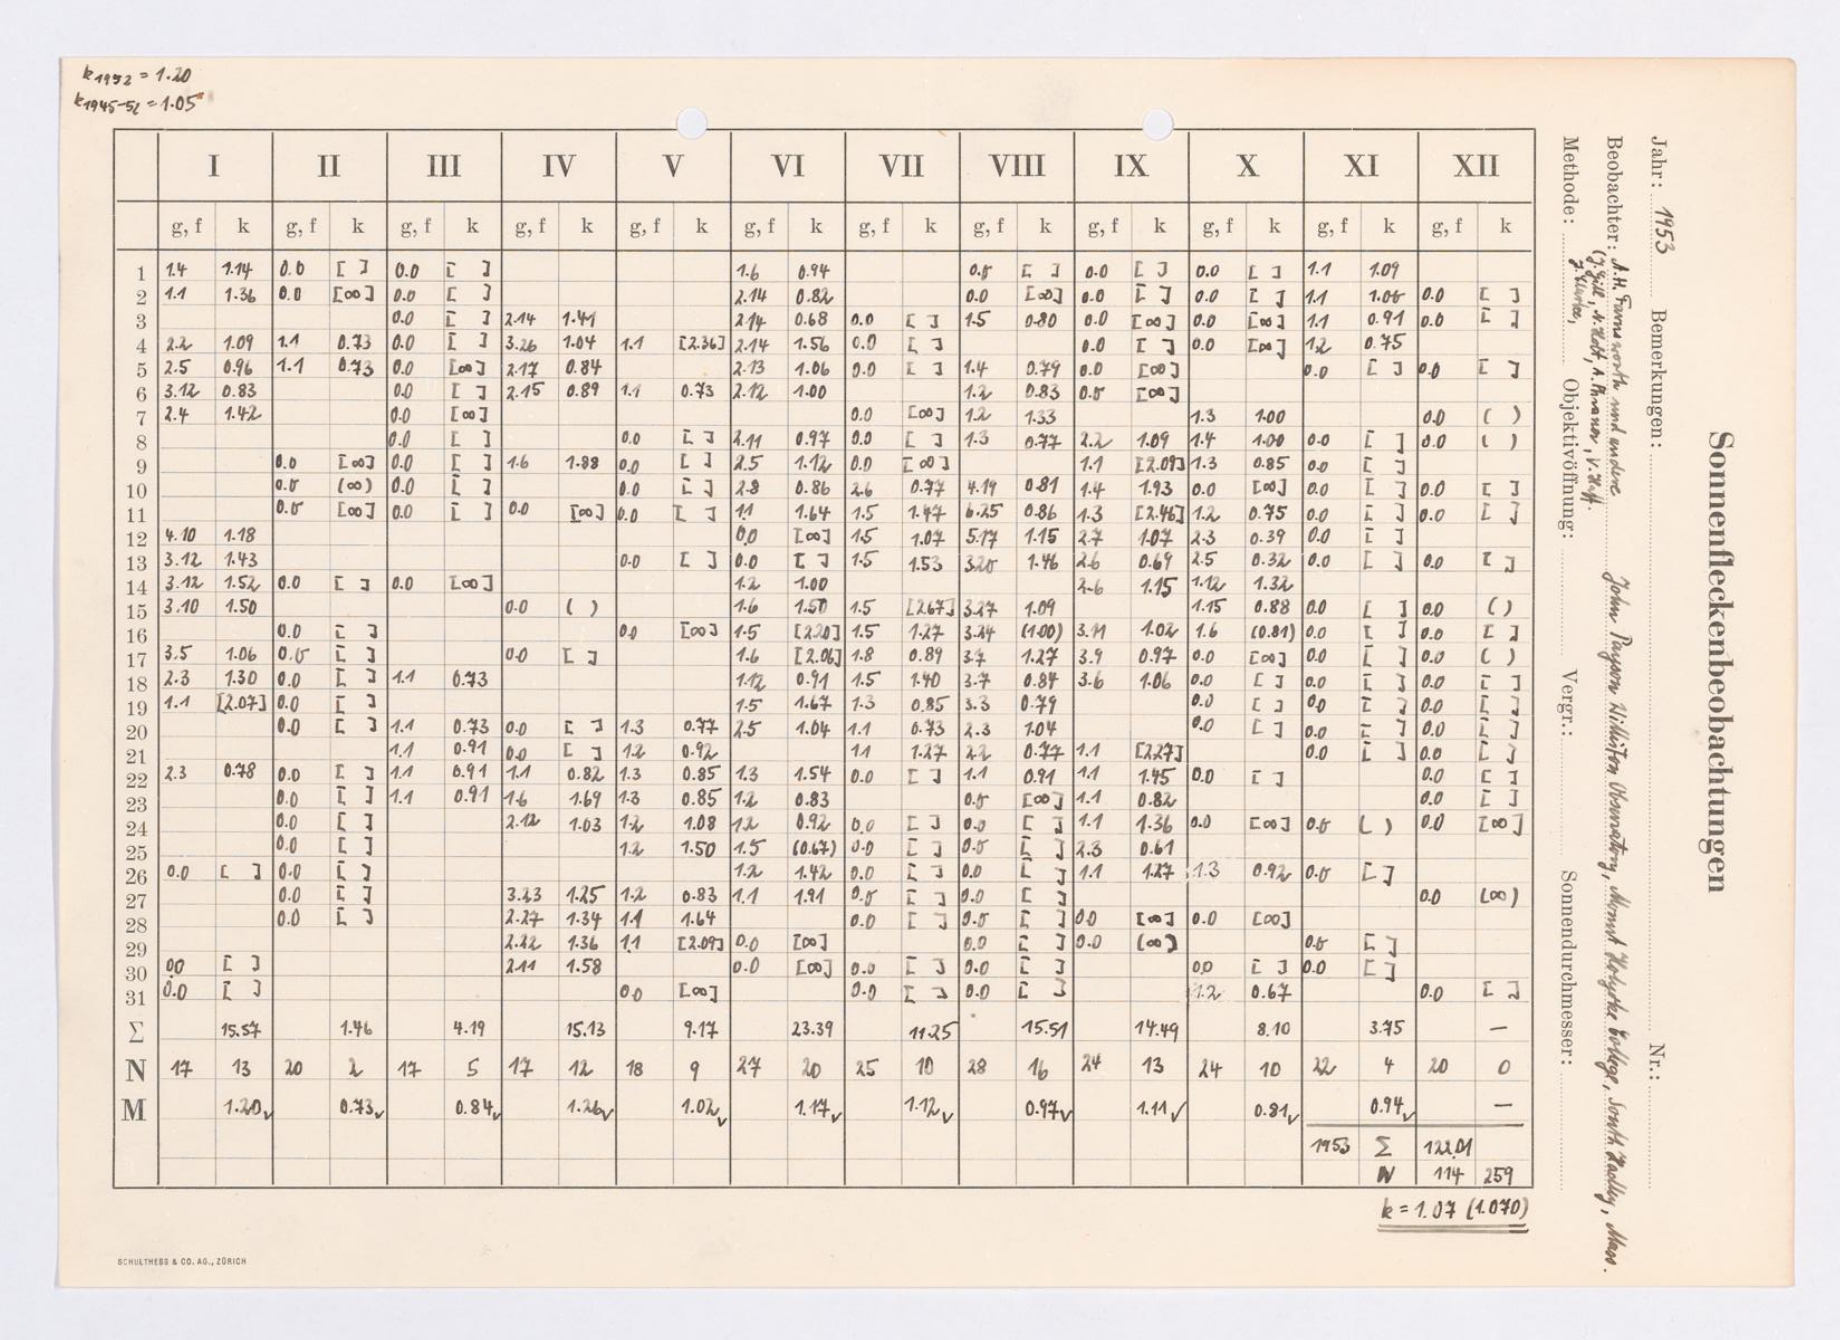 k1952 = 1.20
k1945-52 = 1.05
I II III IV V VI VII VIII IX X XI XII
g, f k g, f k g, f k g, f k g, f k g, f k g, f k g, f k g, f k g, f k g, f k g, f k
1 1.4 1.14 0.0 [ ] 0.0 [ ] 1.6 0.94 0.0 [ ] 0.0 [ ] 0.0 [ ] 1.1 1.09
2 1.1 1.36 0.0 [∞] 0.0 [ ] 2.14 0.82 0.0 [∞] 0.0 [ ] 0.0 [ ] 1.1 1.00 0.0 [ ]
3 0.0 [ ] 2.14 1.41 2.14 0.68 0.0 [ ] 1.5 0.80 0.0 [∞] 0.0 [∞] 1.1 0.91 0.0 [ ]
4 2.2 1.09 1.1 0.73 0.0 [ ] 3.26 1.04 1.1 [2.36] 2.14 1.56 0.0 [ ] 0.0 [ ] 0.0 [∞] 1.2 0.75
5 2.5 0.96 1.1 0.73 0.0 [∞] 2.17 0.84 2.13 1.06 0.0 [ ] 1.4 0.79 0.0 [∞] 0.0 [ ] 0.0 [ ]
6 3.12 0.83 0.0 [ ] 2.15 0.89 1.1 0.73 2.12 1.00 1.2 0.83 0.0 [∞]
7 2.4 1.42 0.0 [∞] 0.0 [∞] 1.2 1.33 1.3 1.00 0.0 ( )
8 0.0 [ ] 0.0 [ ] 2.11 0.97 0.0 [ ] 1.3 0.77 2.2 1.09 1.4 1.00 0.0 [ ] 0.0 ( )
9 0.0 [∞] 0.0 [ ] 1.6 1.88 0.0 [ ] 2.5 1.12 0.0 [∞] 1.1 [2.09] 1.3 0.85 0.0 [ ]
10 0.0 (∞) 0.0 [ ] 0.0 [ ] 2.8 0.86 2.6 0.77 4.19 0.81 1.4 1.93 0.0 [∞] 0.0 [ ] 0.0 [ ]
11 0.0 [∞] 0.0 [ ] 0.0 [∞] 0.0 [ ] 1.1 1.64 1.5 1.47 6.25 0.86 1.3 [2.46] 1.2 0.75 0.0 [ ] 0.0 [ ]
12 4.10 1.18 0.0 [∞] 1.5 1.07 5.17 1.15 2.7 1.07 2.3 0.39 0.0 [ ]
13 3.12 1.43 0.0 [ ] 0.0 [ ] 1.5 1.53 3.20 1.46 2.6 0.69 2.5 0.32 0.0 [ ] 0.0 [ ]
14 3.12 1.52 0.0 [ ] 0.0 [∞] 1.2 1.00 2.6 1.15 1.12 1.32
15 3.10 1.50 0.0 ( ) 1.6 1.50 1.5 [2.67] 3.27 1.09 1.15 0.88 0.0 [ ] 0.0 ( )
16 0.0 [ ] 0.0 [∞] 1.5 [2.20] 1.5 1.27 3.24 (1.00) 3.11 1.02 1.6 (0.81) 0.0 [ ] 0.0 [ ]
17 3.5 1.06 0.0 [ ] 0.0 [ ] 1.6 [2.06] 1.8 0.89 3.7 1.27 3.9 0.97 0.0 [∞] 0.0 [ ] 0.0 ( )
18 2.3 1.30 0.0 [ ] 1.1 0.73 1.12 0.91 1.5 1.40 3.7 0.84 3.6 1.06 0.0 [ ] 0.0 [ ] 0.0 [ ]
19 1.1 [2.07] 0.0 [ ] 1.5 1.67 1.3 0.85 3.3 0.79 0.0 [ ] 0.0 [ ] 0.0 [ ]
20 0.0 [ ] 1.1 0.73 0.0 [ ] 1.3 0.77 2.5 1.04 1.1 0.73 2.3 1.04 0.0 [ ] 0.0 [ ] 0.0 [ ]
21 1.1 0.91 0.0 [ ] 1.2 0.92 1.1 1.27 2.2 0.77 1.1 [2.27] 0.0 [ ] 0.0 [ ]
22 2.3 0.78 0.0 [ ] 1.1 0.91 1.1 0.82 1.3 0.85 1.3 1.54 0.0 [ ] 1.1 0.91 1.1 1.45 0.0 [ ] 0.0 [ ]
23 0.0 [ ] 1.1 0.91 1.6 1.69 1.3 0.85 1.2 0.83 0.0 [∞] 1.1 0.82 0.0 [ ]
24 0.0 [ ] 2.12 1.03 1.2 1.08 1.2 0.92 0.0 [ ] 0.0 [ ] 1.1 1.36 0.0 [∞] 0.0 ( ) 0.0 [∞]
25 0.0 [ ] 1.2 1.50 1.5 (0.67) 0.0 [ ] 0.0 [ ] 2.3 0.61
26 0.0 [ ] 0.0 [ ] 1.2 1.42 0.0 [ ] 0.0 [ ] 1.1 1.27 1.3 0.92 0.0 [ ]
27 0.0 [ ] 3.23 1.25 1.2 0.83 1.1 1.91 0.0 [ ] 0.0 [ ] 0.0 (∞)
28 0.0 [ ] 2.27 1.34 1.1 1.64 0.0 [ ] 0.0 [ ] 0.0 [∞] 0.0 [∞]
29 2.22 1.36 1.1 [2.09] 0.0 [∞] 0.0 [ ] 0.0 (∞) 0.0 [ ]
30 0.0 [ ] 2.11 1.58 0.0 [∞] 0.0 [ ] 0.0 [ ] 0.0 [ ] 0.0 [ ]
31 0.0 [ ] 0.0 [∞] 0.0 [ ] 0.0 [ ] 1.2 0.67 0.0 [ ]
Σ 15.57 1.46 4.19 15.13 9.17 23.39 11.25 15.51 14.49 8.10 3.75 —
N 17 13 20 2 17 5 17 12 18 9 27 20 25 10 28 16 24 13 24 10 22 4 20 0
M 1.20✓ 0.73✓ 0.84✓ 1.26✓ 1.02✓ 1.17✓ 1.12✓ 0.97✓ 1.11✓ 0.81✓ 0.94✓ —
1953 Σ 122.01
N 114 259
k = 1.07 (1.070)
SCHULTHESS & CO. AG., ZÜRICH
Sonnenfleckenbeobachtungen
Jahr: 1953 Bemerkungen: Nr.:
Beobachter: A.H. Farnsworth und andere John Payson Williston Observatory, Mount Holyoke College, South Hadley, Mass.
Methode: Objektivöffnung: Vergr.: Sonnendurchmesser: